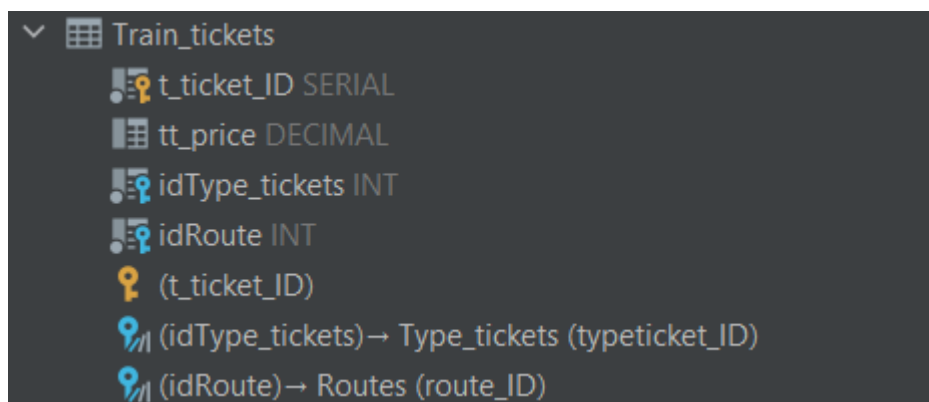 Train_tickets
t_ticket_ID SERIAL
tt_price DECIMAL
idType_tickets INT
idRoute INT
(t_ticket_ID)
(idType_tickets)→ Type_tickets (typeticket_ID)
(idRoute)→ Routes (route_ID)